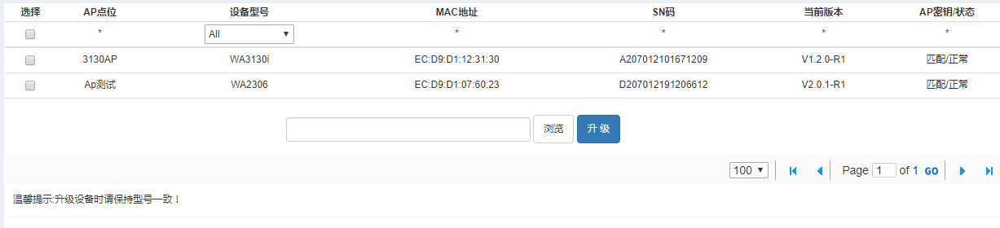 选择 AP点位 设备型号 MAC地址 SN码 当前版本 AP密钥/状态
* All * * * *
3130AP WA3130i EC:D9:D1:12:31:30 A207012101671209 V1.2.0-R1 匹配/正常
Ap测试 WA2306 EC:D9:D1:07:60:23 D207012191206612 V2.0.1-R1 匹配/正常
浏览 升 级
100 Page 1 of 1 GO
温馨提示:升级设备时请保持型号一致！